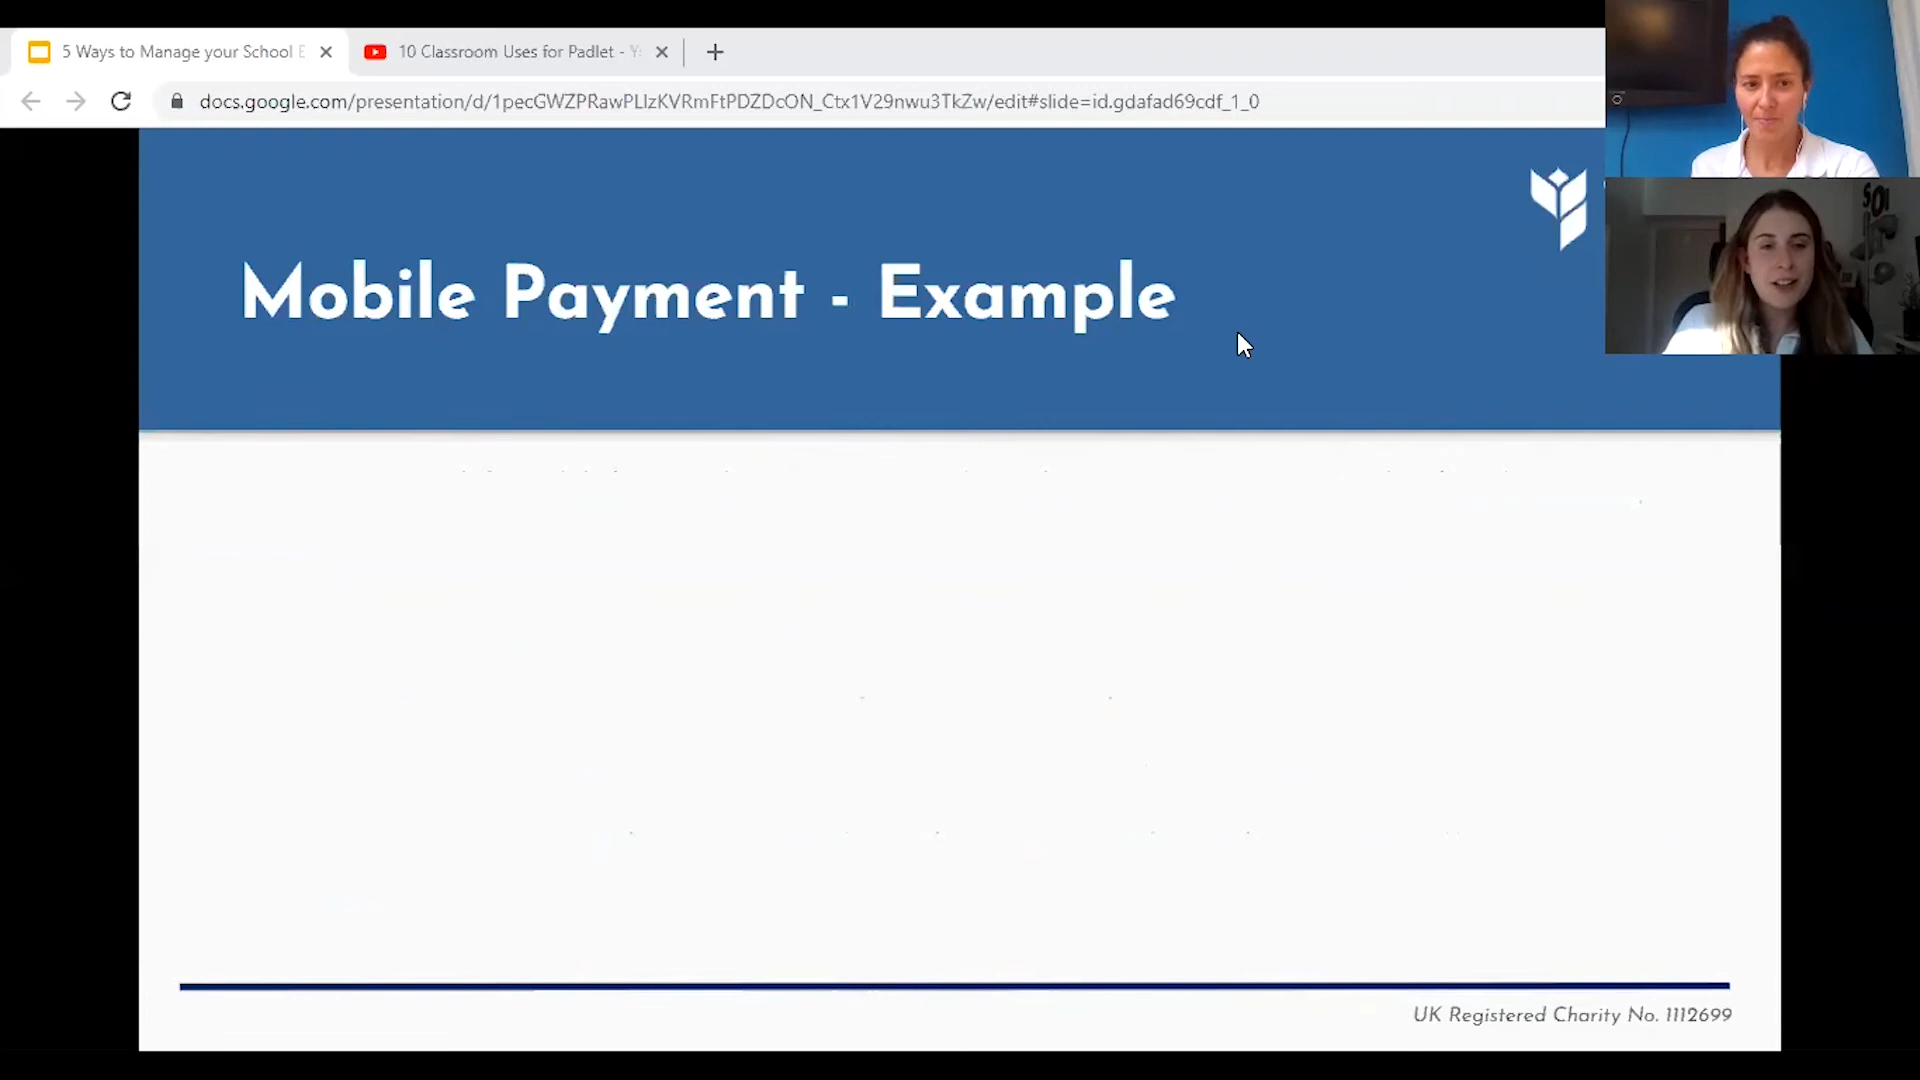 5 Ways to Manage your School E
10 Classroom Uses for Padlet - Y
docs.google.com/presentation/d/1pecGWZPRawPLIzKVRmFtPDZDcON_Ctx1V29nwu3TkZw/edit#slide=id.gdafad69cdf_1_0
Mobile Payment - Example
UK Registered Charity No. 1112699